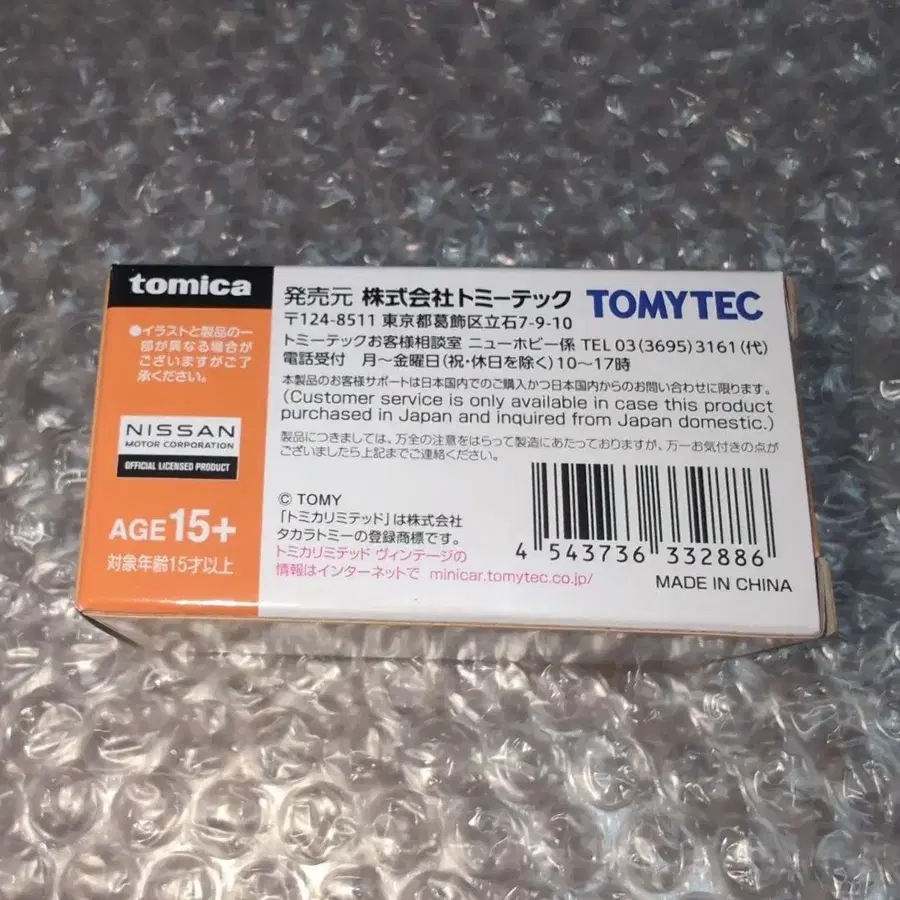 tomica
●イラストと製品の一
部が異なる場合が
ございますがご了
承ください。
NISSAN
MOTOR CORPORATION
OFFICIAL LICENSED PRODUCT
AGE 15+
対象年齢15才以上
発売元 株式会社トミーテック TOMYTEC
〒124-8511 東京都葛飾区立石7-9-10
トミーテックお客様相談室 ニューホビー係 TEL 03(3695)3161(代)
電話受付 月〜金曜日(祝・休日を除く)10〜17時
本製品のお客様サポートは日本国内でのご購入かつ日本国内からのお問い合わせに限ります。
(Customer service is only available in case this product
purchased in Japan and inquired from Japan domestic.)
製品につきましては、万全の注意をはらって製造にあたっておりますが、万一お気付きの点が
ございましたら上記までご連絡ください。
© TOMY
「トミカリミテッド」は株式会社
タカラトミーの登録商標です。
トミカリミテッド ヴィンテージの
情報はインターネットで minicar.tomytec.co.jp/
4 543736 332886
MADE IN CHINA